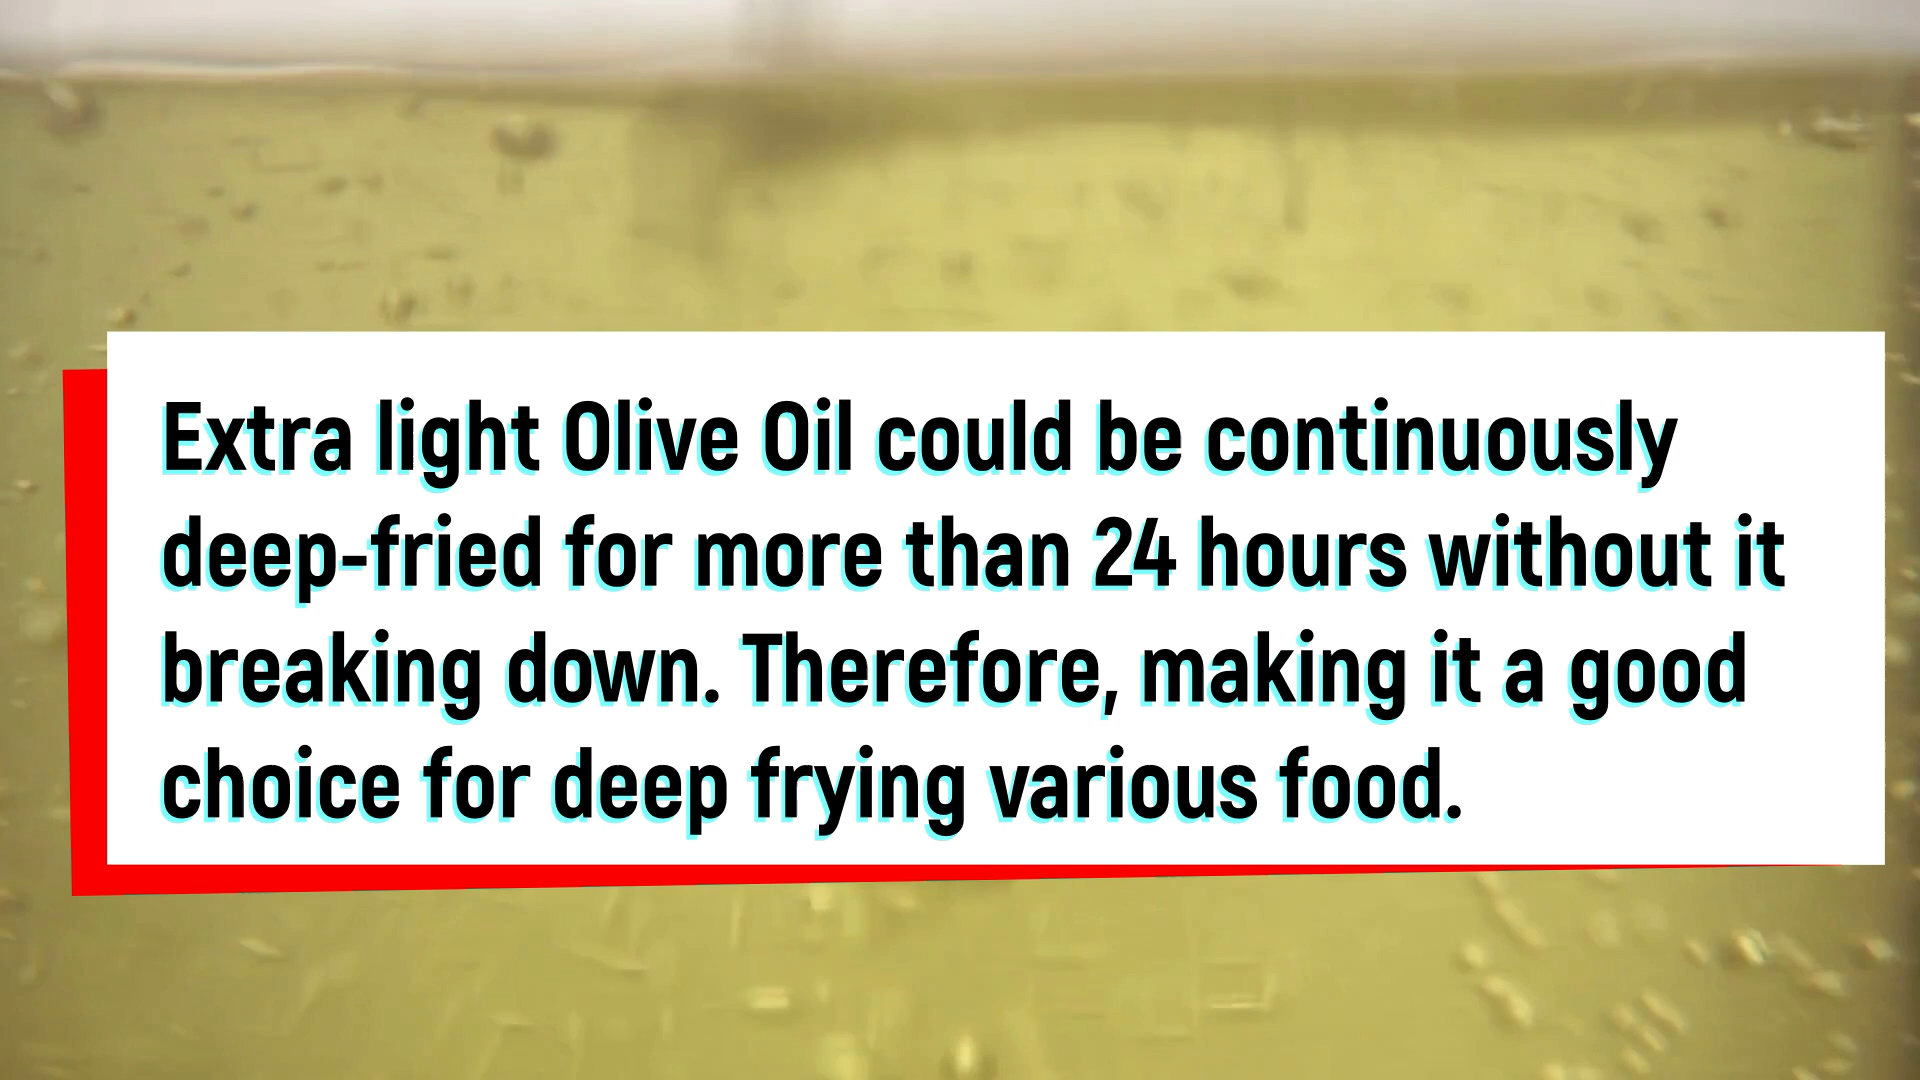 Extra light Olive Oil could be continuously
deep-fried for more than 24 hours without it
breaking down. Therefore, making it a good
choice for deep frying various food.